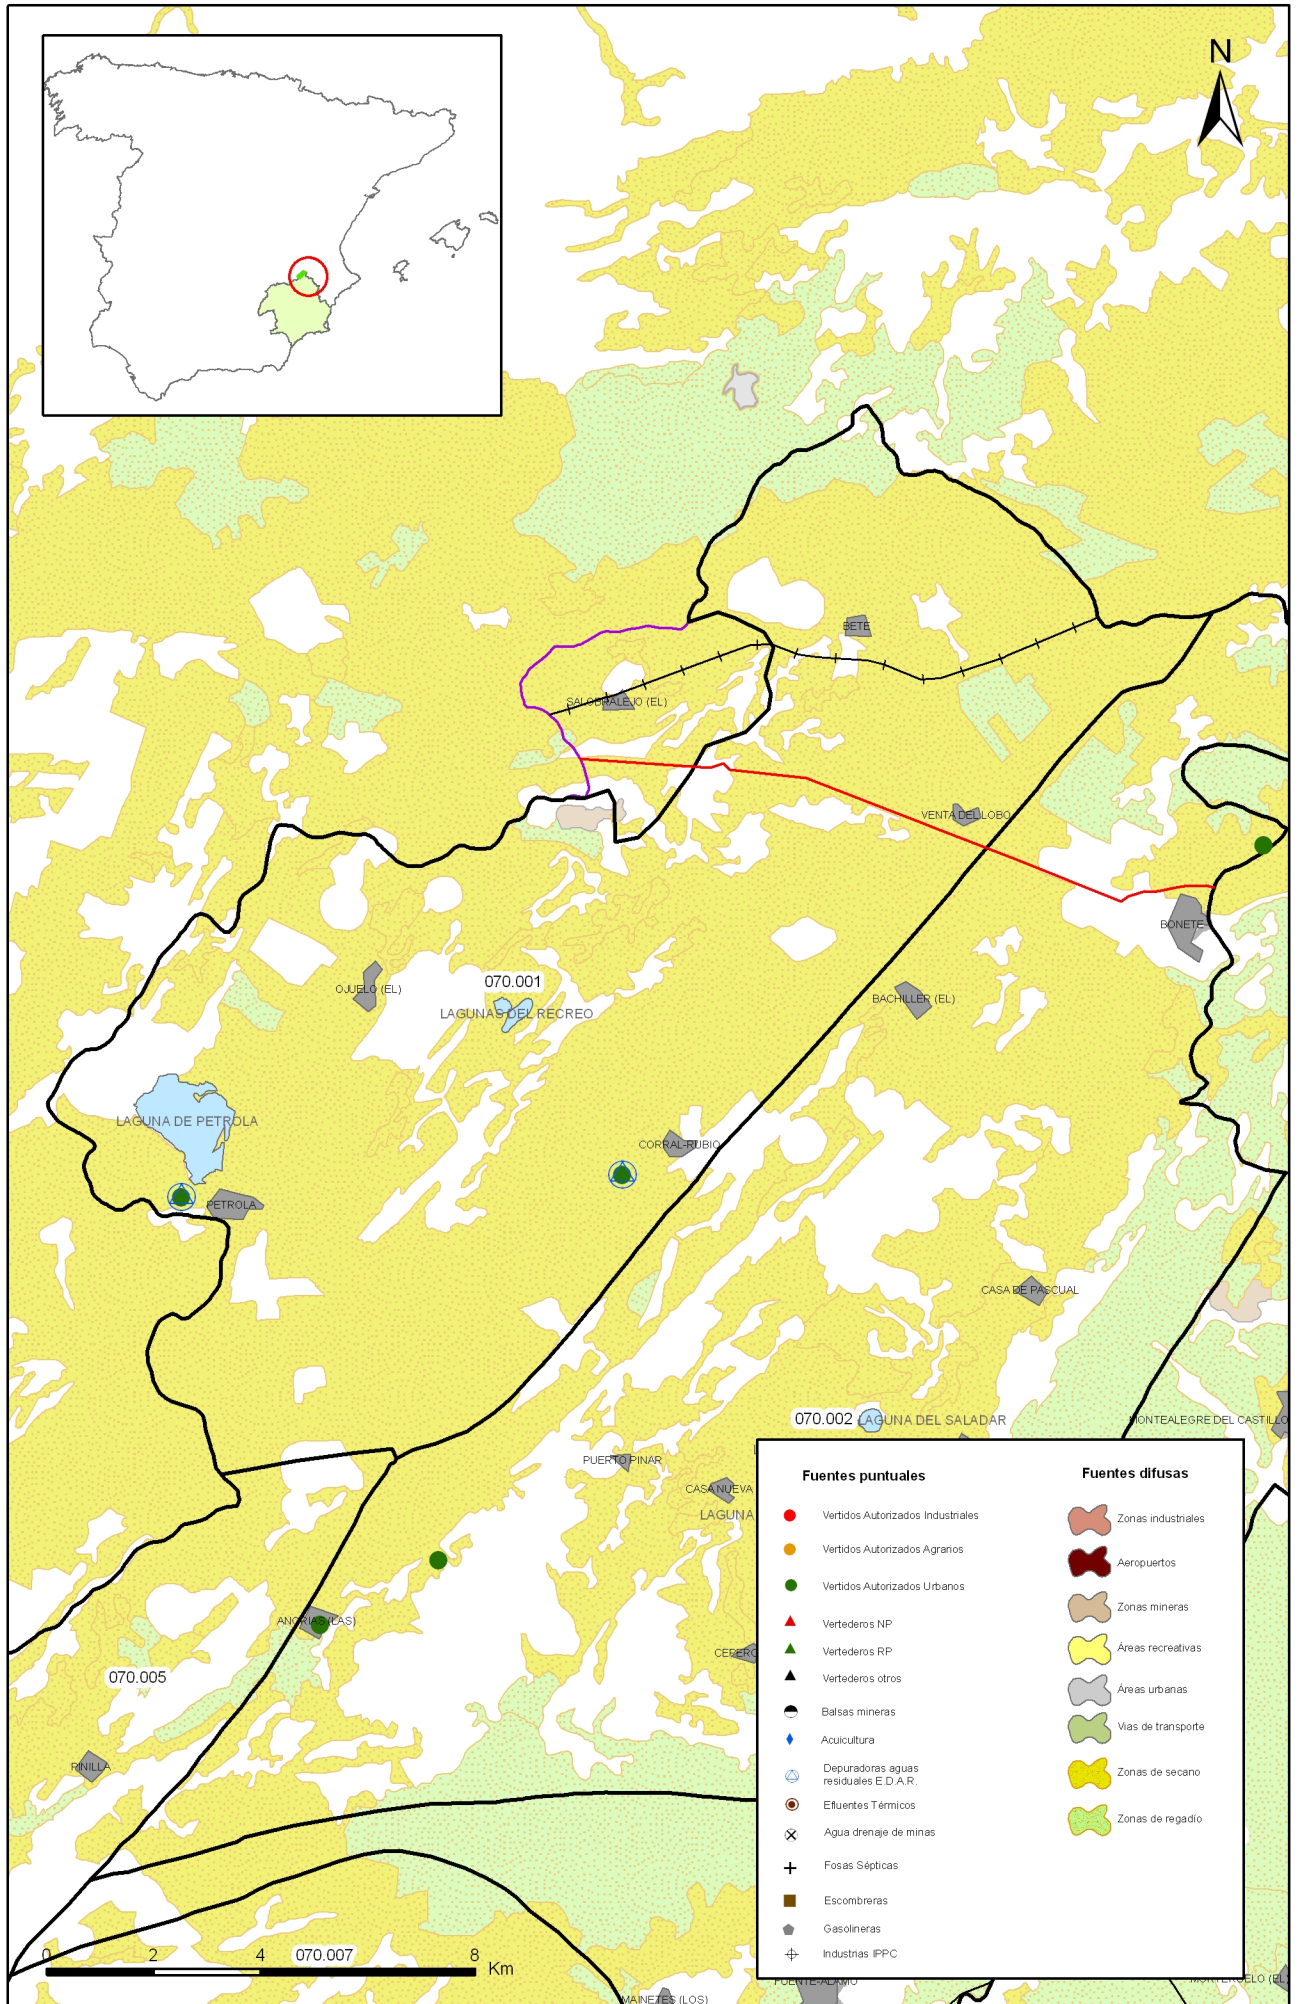 N
BETE
SALOBRALEJO (EL)
VENTA DEL LOBO
BONETE
OJUELO (EL)
070.001
LAGUNAS DEL RECREO
BACHILLER (EL)
LAGUNA DE PETROLA
CORRAL-RUBIO
PETROLA
CASA DE PASCUAL
070.002
LAGUNA DEL SALADAR
MONTEALEGRE DEL CASTILLO
PUERTO PINAR
CASA NUEVA
LAGUNA
ANORIAS (LAS)
CEPERO
070.005
RINILLA
Fuentes puntuales
Vertidos Autorizados Industriales
Vertidos Autorizados Agrarios
Vertidos Autorizados Urbanos
Vertederos NP
Vertederos RP
Vertederos otros
Balsas mineras
Acuicultura
Depuradoras aguas
residuales E.D.A.R.
Efluentes Térmicos
Agua drenaje de minas
Fosas Sépticas
Escombreras
Gasolineras
Industrias IPPC
Fuentes difusas
Zonas industriales
Aeropuertos
Zonas mineras
Áreas recreativas
Áreas urbanas
Vias de transporte
Zonas de secano
Zonas de regadío
0 2 4 070.007 8 Km
FUENTE-ALAMO
MAINETES (LOS)